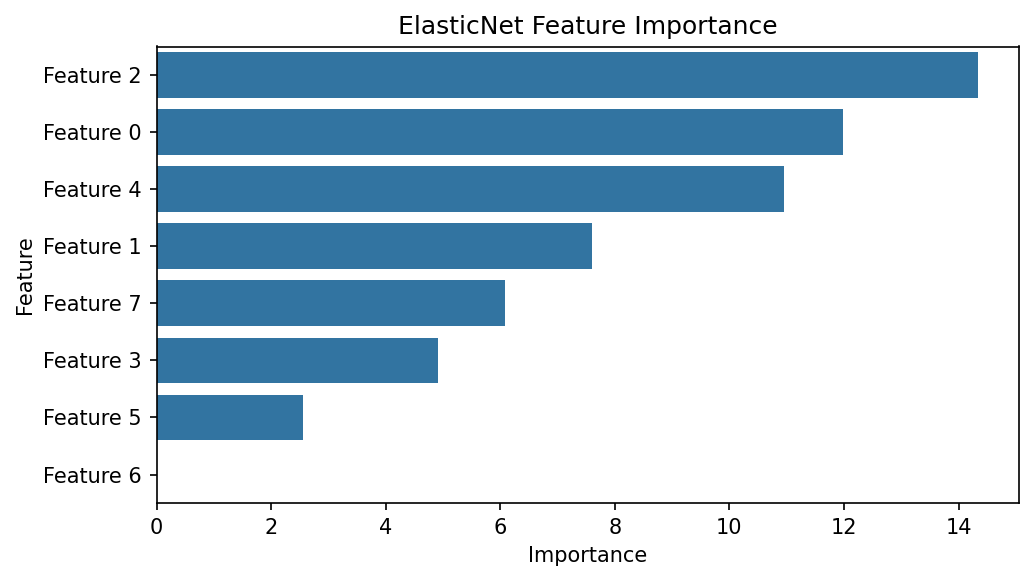 ElasticNet Feature Importance
Feature
Feature 2
Feature 0
Feature 4
Feature 1
Feature 7
Feature 3
Feature 5
Feature 6
0 2 4 6 8 10 12 14
Importance